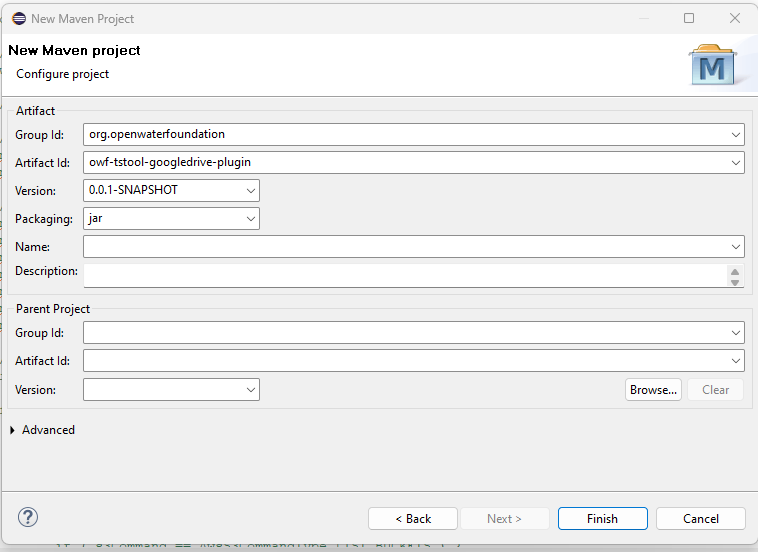 New Maven Project
New Maven project
Configure project
M
Artifact
Group Id: org.openwaterfoundation
Artifact Id: owf-tstool-googledrive-plugin
Version: 0.0.1-SNAPSHOT
Packaging: jar
Name:
Description:
Parent Project
Group Id:
Artifact Id:
Version: Browse... Clear
Advanced
? < Back Next > Finish Cancel